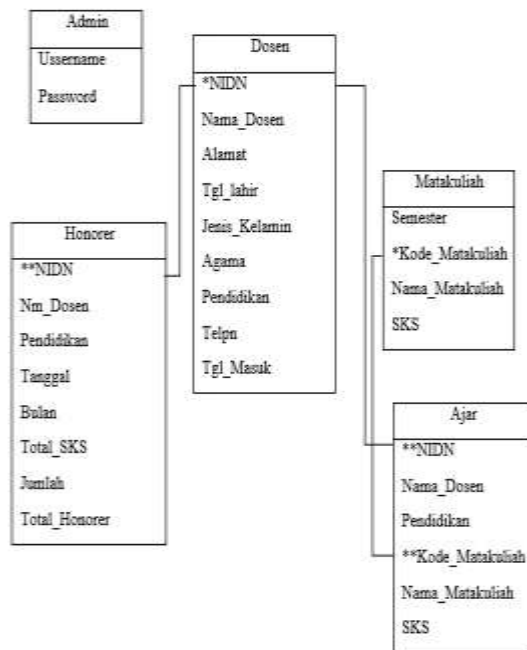 Admin
Ussername
Password
Dosen
*NIDN
Nama_Dosen
Alamat
Tgl_lahir
Jenis_Kelamin
Agama
Pendidikan
Telpn
Tgl_Masuk
Honorer
**NIDN
Nm_Dosen
Pendidikan
Tanggal
Bulan
Total_SKS
Jumlah
Total_Honorer
Matakuliah
Semester
*Kode_Matakuliah
Nama_Matakuliah
SKS
Ajar
**NIDN
Nama_Dosen
Pendidikan
**Kode_Matakuliah
Nama_Matakuliah
SKS